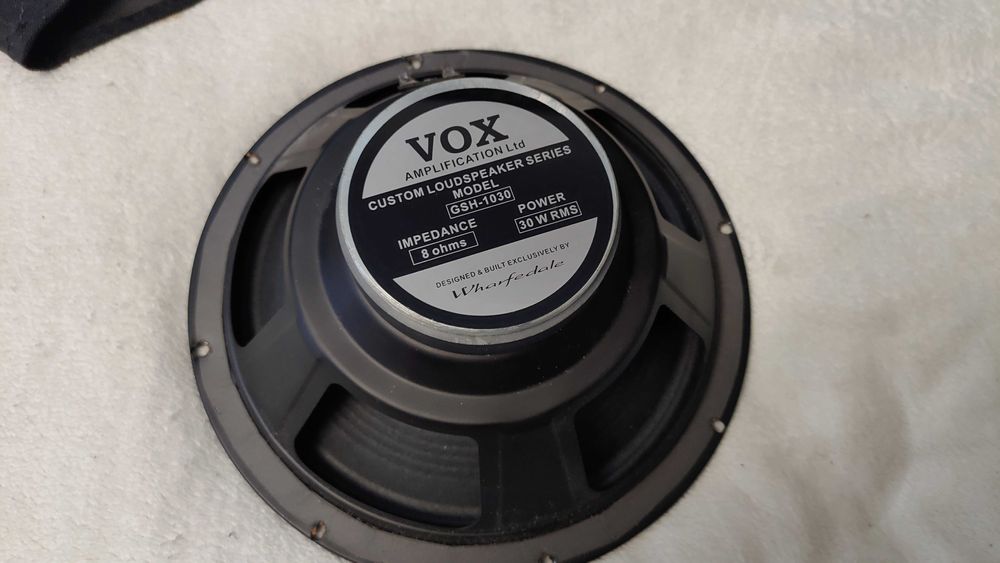 VOX
AMPLIFICATION Ltd
CUSTOM LOUDSPEAKER SERIES
MODEL
GSH-1030
IMPEDANCE POWER
8 ohms 30 W RMS
DESIGNED & BUILT EXCLUSIVELY BY
Wharfedale